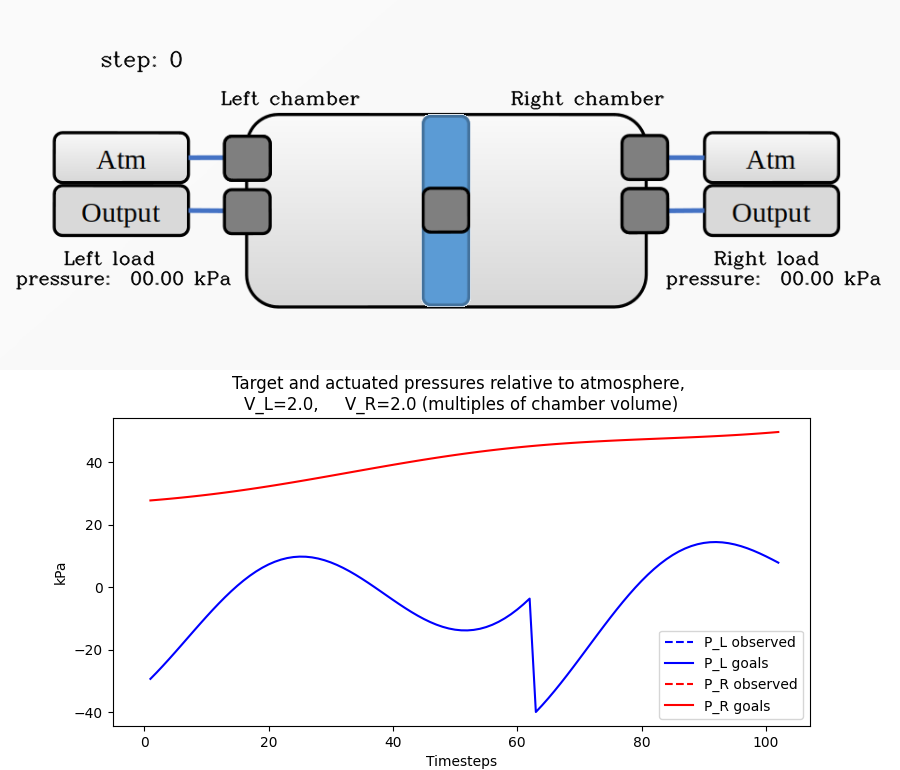 step: 0
Left chamber
Right chamber
Atm
Atm
Output
Output
Left load
pressure: 00.00 kPa
Right load
pressure: 00.00 kPa
Target and actuated pressures relative to atmosphere,
V_L=2.0, V_R=2.0 (multiples of chamber volume)
kPa
40
20
0
−20
−40
P_L observed
P_L goals
P_R observed
P_R goals
0 20 40 60 80 100
Timesteps